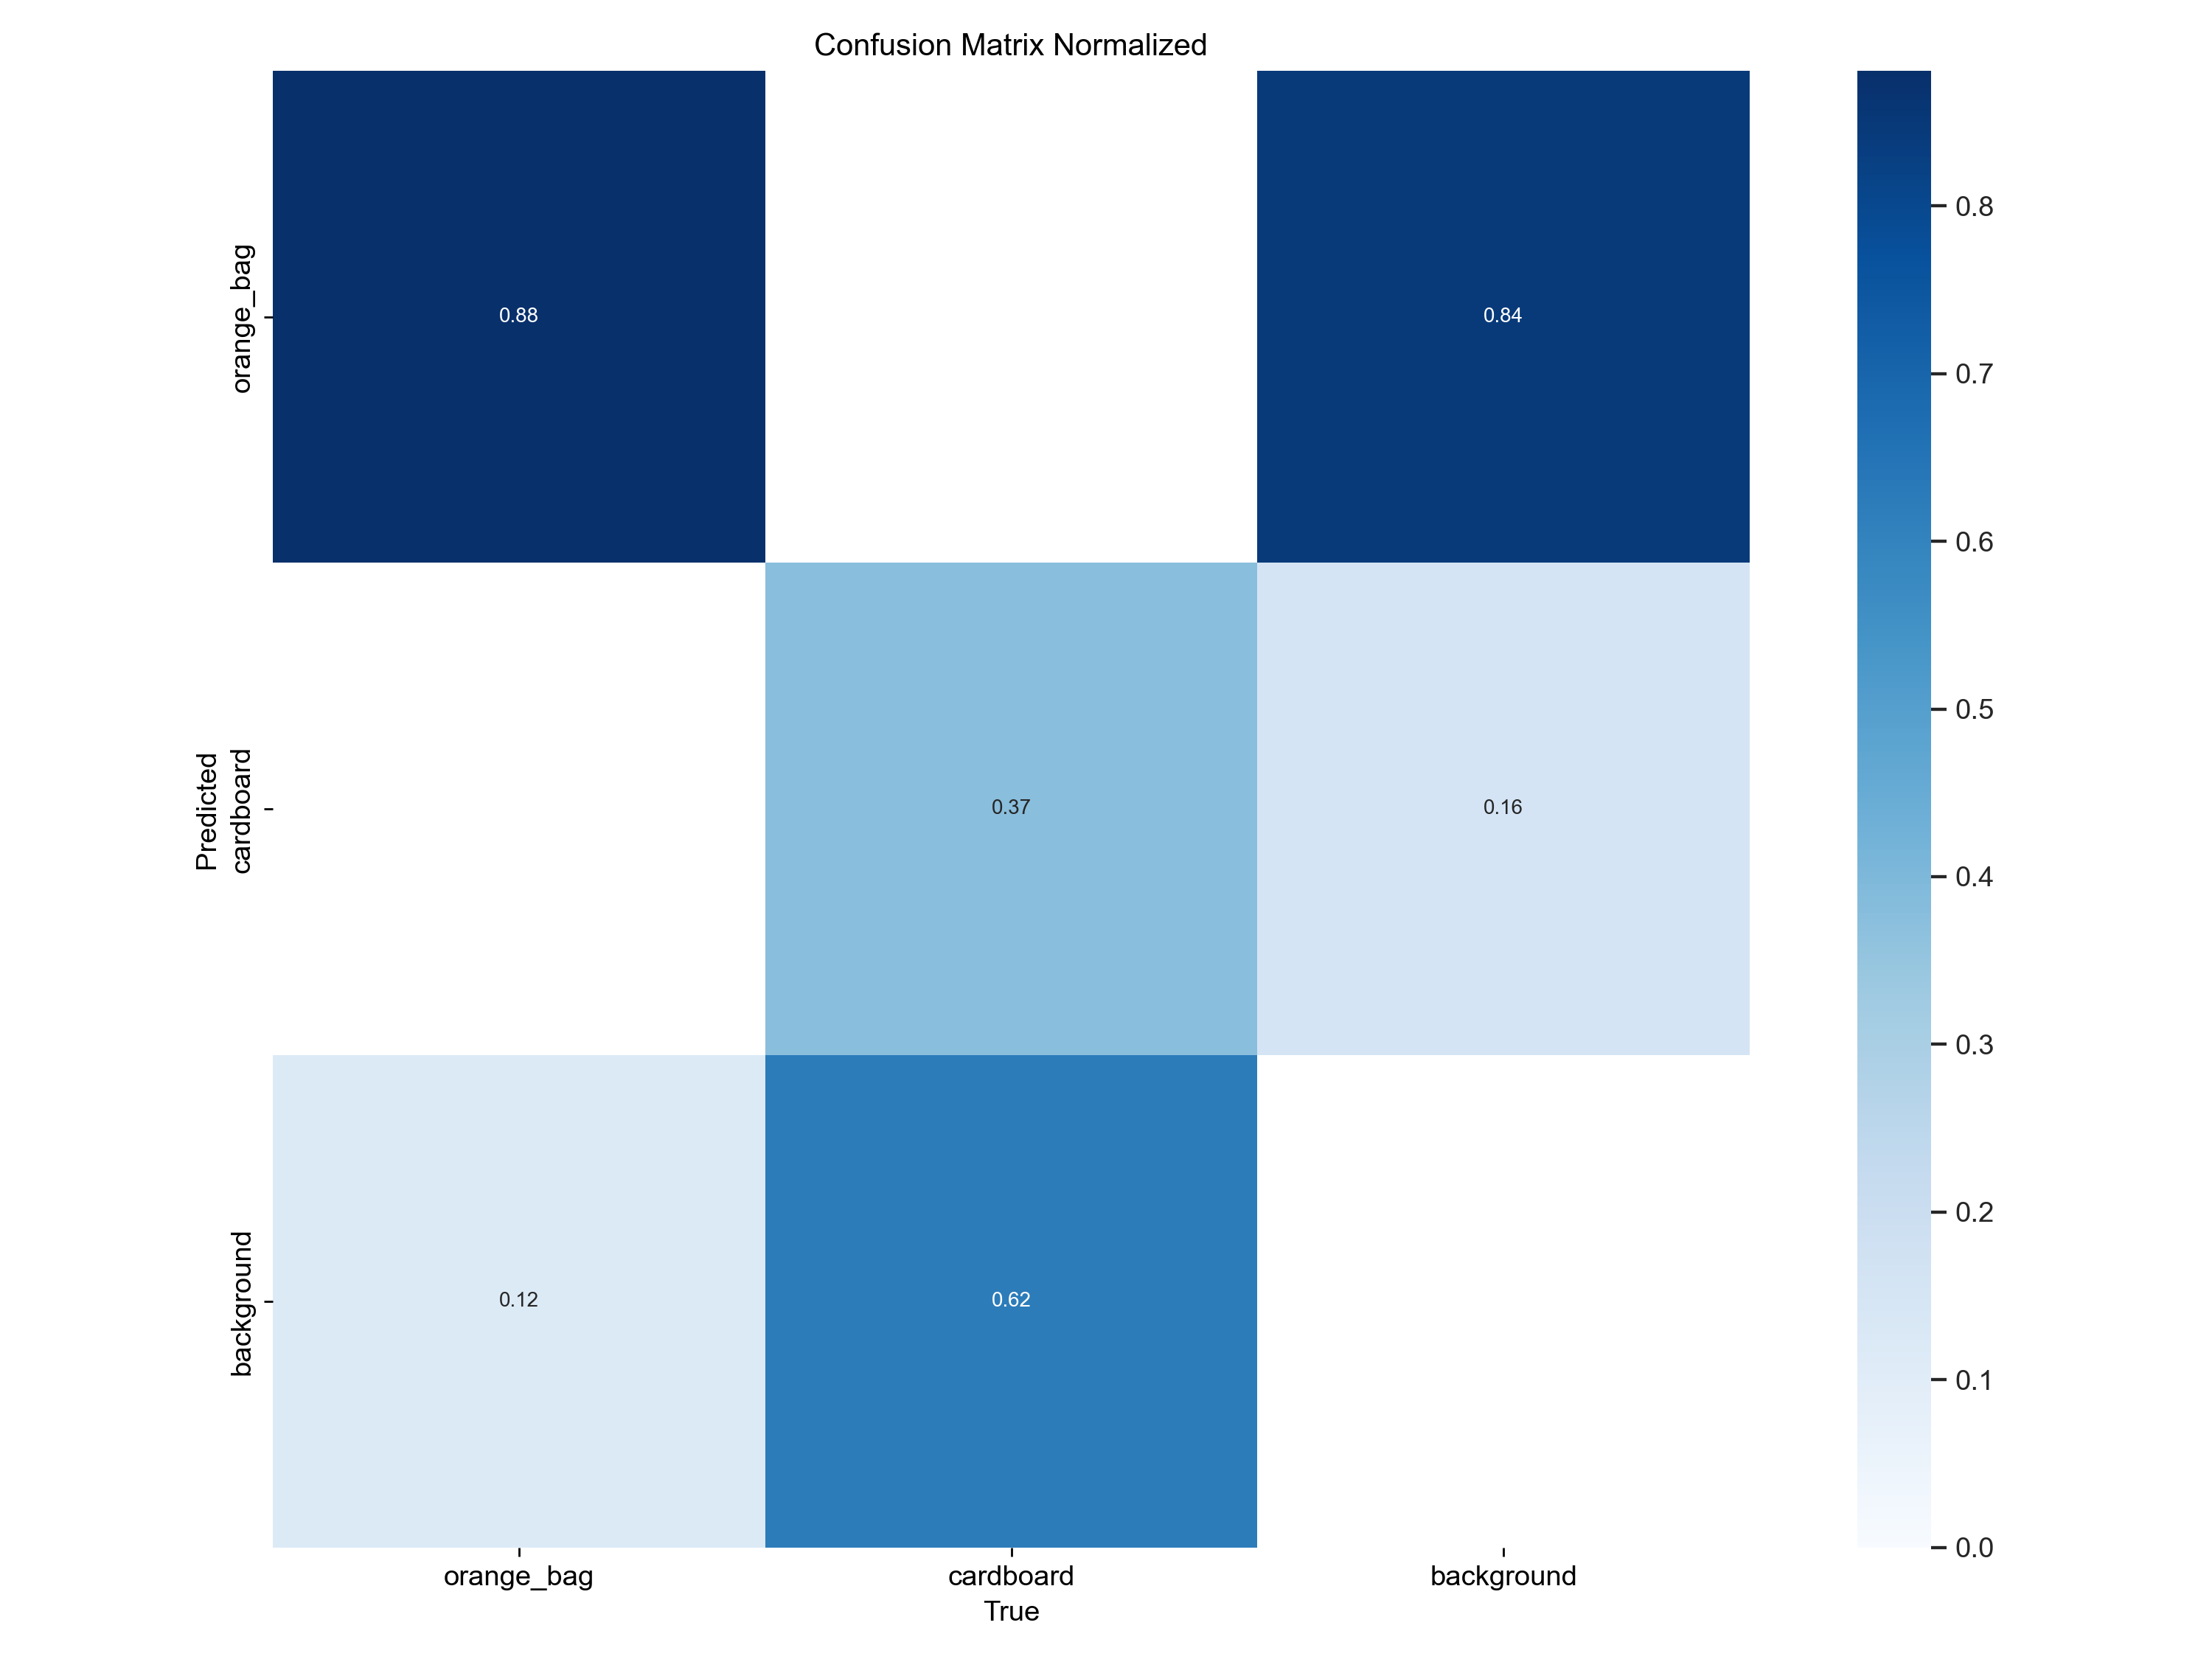 Confusion Matrix Normalized
orange_bag
0.88
0.84
Predicted
cardboard
0.37
0.16
background
0.12
0.62
orange_bag
cardboard
background
True
0.8
0.7
0.6
0.5
0.4
0.3
0.2
0.1
0.0